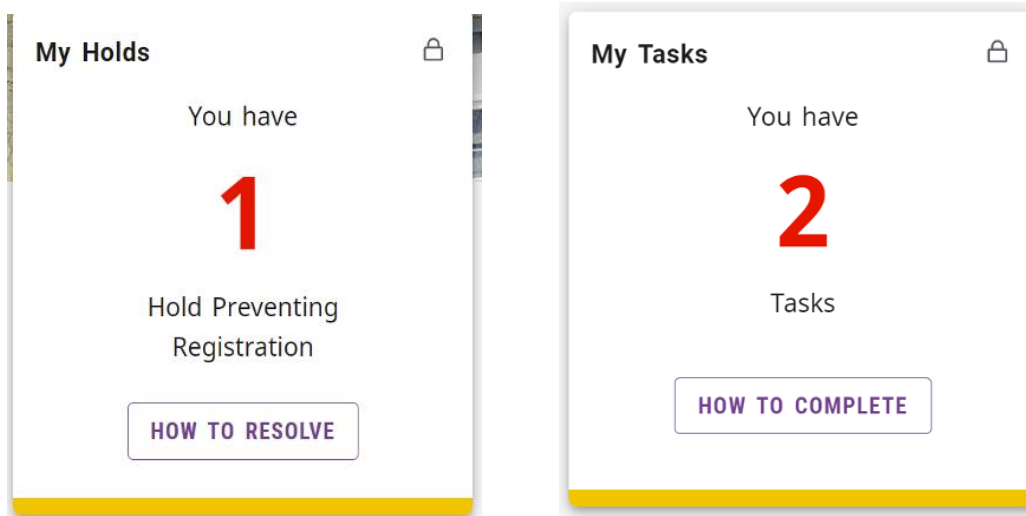 My Holds
You have
1
Hold Preventing
Registration
HOW TO RESOLVE
My Tasks
You have
2
Tasks
HOW TO COMPLETE